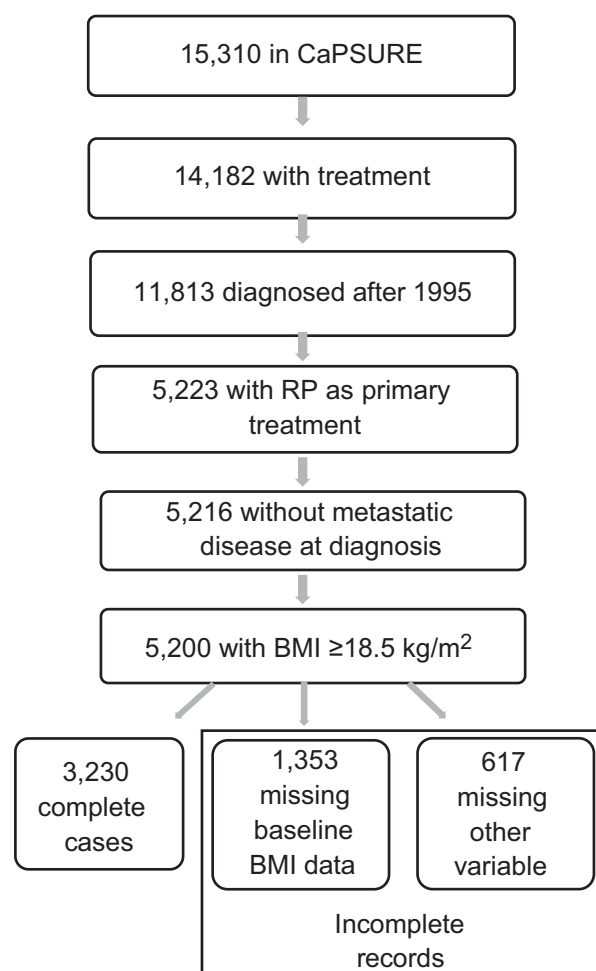 15,310 in CaPSURE
14,182 with treatment
11,813 diagnosed after 1995
5,223 with RP as primary
treatment
5,216 without metastatic
disease at diagnosis
5,200 with BMI ≥18.5 kg/m²
3,230
complete
cases
1,353
missing
baseline
BMI data
617
missing
other
variable
Incomplete
records